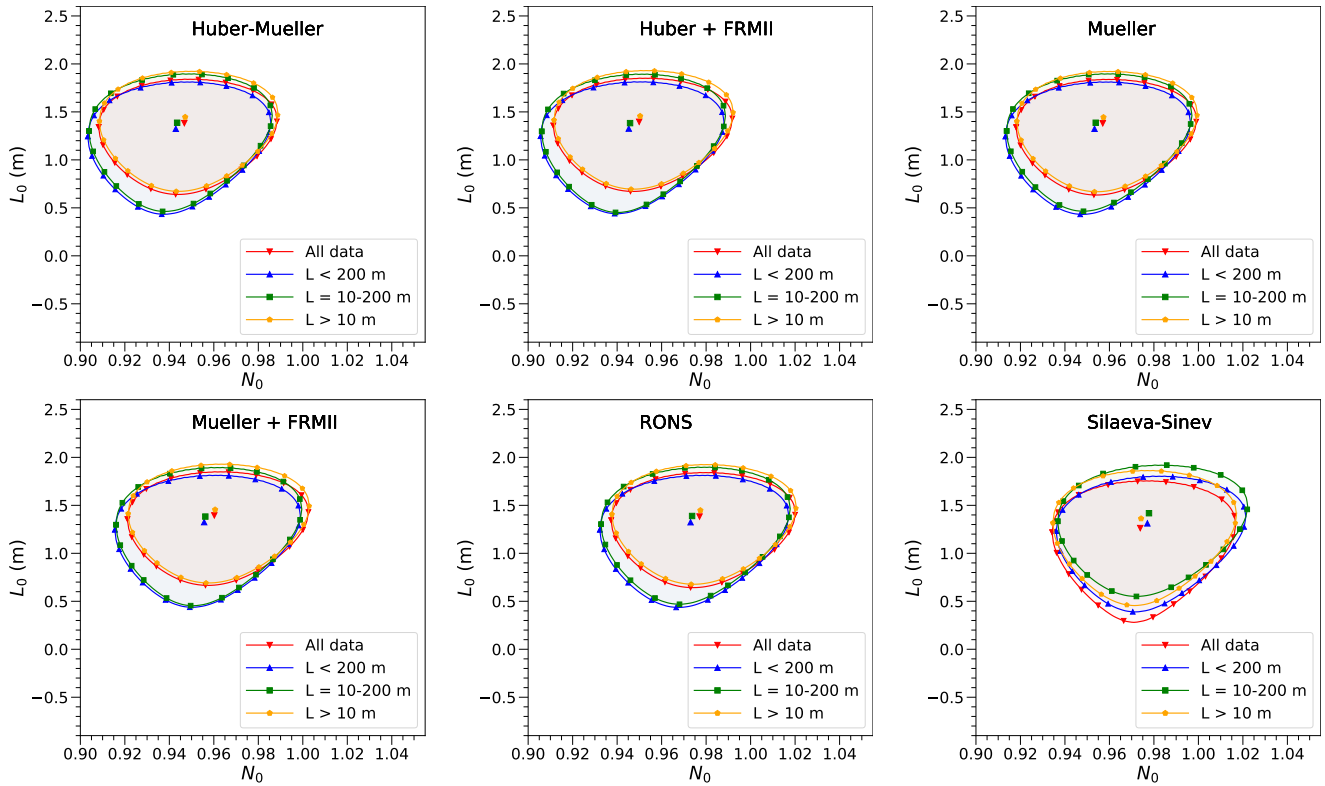 Huber-Mueller
2.5
2.0
1.5
1.0
0.5
0.0
−0.5
L0 (m)
All data
L < 200 m
L = 10-200 m
L > 10 m
0.90 0.92 0.94 0.96 0.98 1.00 1.02 1.04
N0
Huber + FRMII
2.5
2.0
1.5
1.0
0.5
0.0
−0.5
L0 (m)
All data
L < 200 m
L = 10-200 m
L > 10 m
0.90 0.92 0.94 0.96 0.98 1.00 1.02 1.04
N0
Mueller
2.5
2.0
1.5
1.0
0.5
0.0
−0.5
L0 (m)
All data
L < 200 m
L = 10-200 m
L > 10 m
0.90 0.92 0.94 0.96 0.98 1.00 1.02 1.04
N0
Mueller + FRMII
2.5
2.0
1.5
1.0
0.5
0.0
−0.5
L0 (m)
All data
L < 200 m
L = 10-200 m
L > 10 m
0.90 0.92 0.94 0.96 0.98 1.00 1.02 1.04
N0
RONS
2.5
2.0
1.5
1.0
0.5
0.0
−0.5
L0 (m)
All data
L < 200 m
L = 10-200 m
L > 10 m
0.90 0.92 0.94 0.96 0.98 1.00 1.02 1.04
N0
Silaeva-Sinev
2.5
2.0
1.5
1.0
0.5
0.0
−0.5
L0 (m)
All data
L < 200 m
L = 10-200 m
L > 10 m
0.90 0.92 0.94 0.96 0.98 1.00 1.02 1.04
N0